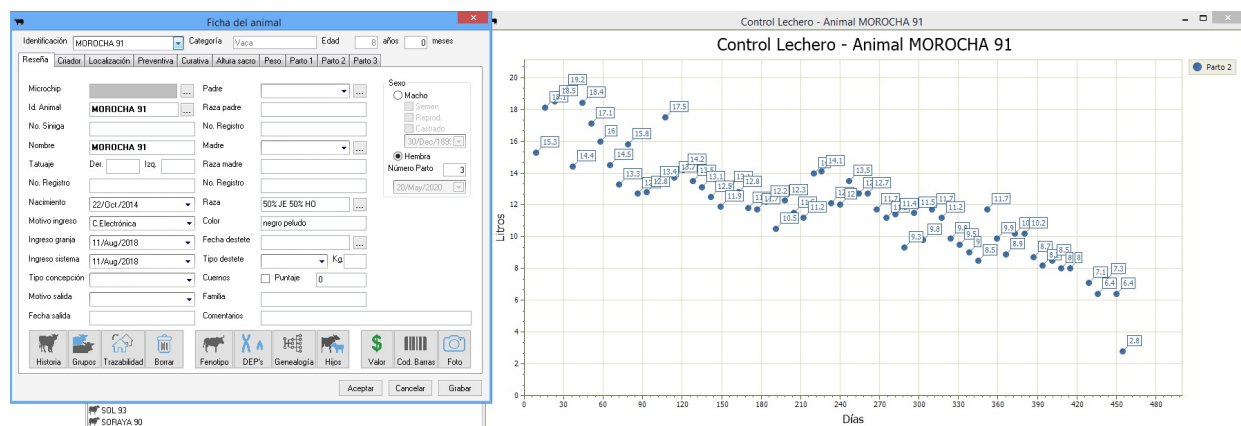 Ficha del animal
Identificación MOROCHA 91 Categoría Vaca Edad 8 años 0 meses
Reseña Criador Localización Preventiva Curativa Altura sacro Peso Parto 1 Parto 2 Parto 3
Microchip ... Padre ...
Id. Animal MOROCHA 91 ... Raza padre
No. Siniiga No. Registro
Nombre MOROCHA 91 Madre ...
Tatuaje Der. Izq. Raza madre
No. Registro No. Registro
Nacimiento 22/Oct/2014 Raza 50% JE 50% HO ...
Motivo ingreso C.Electrónica Color negro peludo
Ingreso granja 11/Aug/2018 Fecha destete ...
Ingreso sistema 11/Aug/2018 Tipo destete Kg.
Tipo concepción Cuernos Puntaje 0
Motivo salida Familia
Fecha salida Comentarios
Sexo
Macho
Semen
Reprod.
Castrado
30/Dec/189
Hembra
Número Parto 3
20/May/2020
Historia Grupos Trazabilidad Borrar Fenotipo DEP's Genealogía Hijos Valor Cod. Barras Foto
Aceptar Cancelar Grabar
SOL 93
SORAYA 90
Control Lechero - Animal MOROCHA 91
Control Lechero - Animal MOROCHA 91
Parto 2
Litros
20
18
16
14
12
10
8
6
4
2
0
15.3
18.1
18.5
19.2
14.4
18.4
17.1
16
14.5
13.3
15.8
12.8
17.5
13.4
14.2
13.1
11.9
12.8
10.5
12.3
11.2
14.1
13.5
12.7
9.3
11.4
9.8
11.2
9.5
8.5
11.7
9.9
8.9
10.2
8.5
8
7.1
6.4
7.3
6.4
2.8
0 30 60 90 120 150 180 210 240 270 300 330 360 390 420 450 480
Días